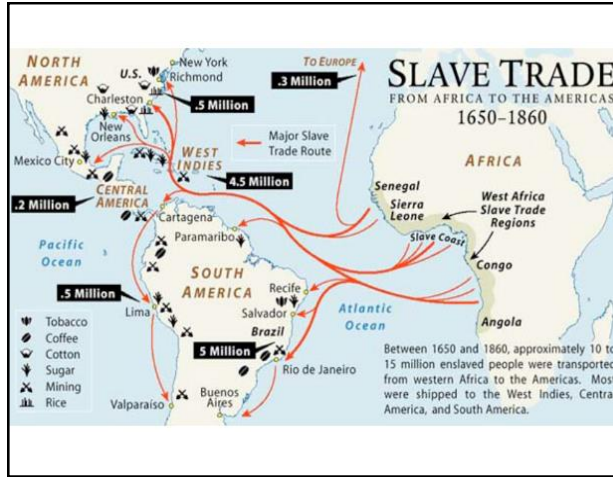 SLAVE TRADE
FROM AFRICA TO THE AMERICAS
1650–1860
NORTH
AMERICA
U.S.
New York
Richmond
Charleston
.5 Million
New
Orleans
Mexico City
WEST
INDIES
4.5 Million
CENTRAL
AMERICA
.2 Million
TO EUROPE
.3 Million
Major Slave
Trade Route
AFRICA
Senegal
Sierra
Leone
West Africa
Slave Trade
Regions
Slave Coast
Congo
Angola
Cartagena
Paramaribo
Pacific
Ocean
SOUTH
AMERICA
Recife
Salvador
Brazil
Atlantic
Ocean
.5 Million
Lima
5 Million
Rio de Janeiro
Buenos
Aires
Valparaíso
Tobacco
Coffee
Cotton
Sugar
Mining
Rice
Between 1650 and 1860, approximately 10 to
15 million enslaved people were transported
from western Africa to the Americas. Most
were shipped to the West Indies, Central
America, and South America.